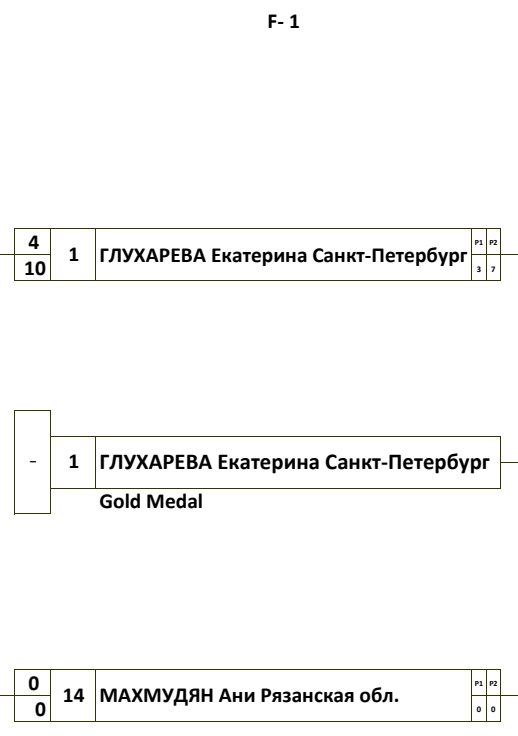 F- 1
4
10
1
ГЛУХАРЕВА Екатерина Санкт-Петербург
P1 P2
3 7
-
1
ГЛУХАРЕВА Екатерина Санкт-Петербург
Gold Medal
0
0
14
МАХМУДЯН Ани Рязанская обл.
P1 P2
0 0